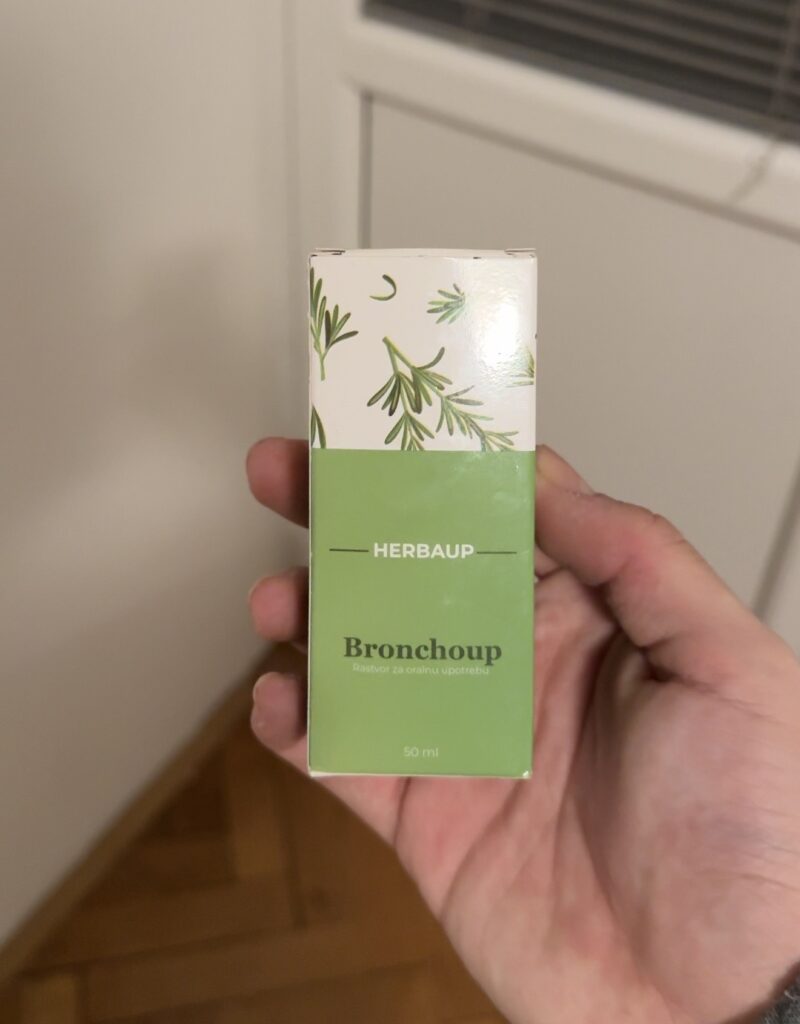 HERBAUP
Bronchoup
Rastvor za oralnu upotrebu
50 ml